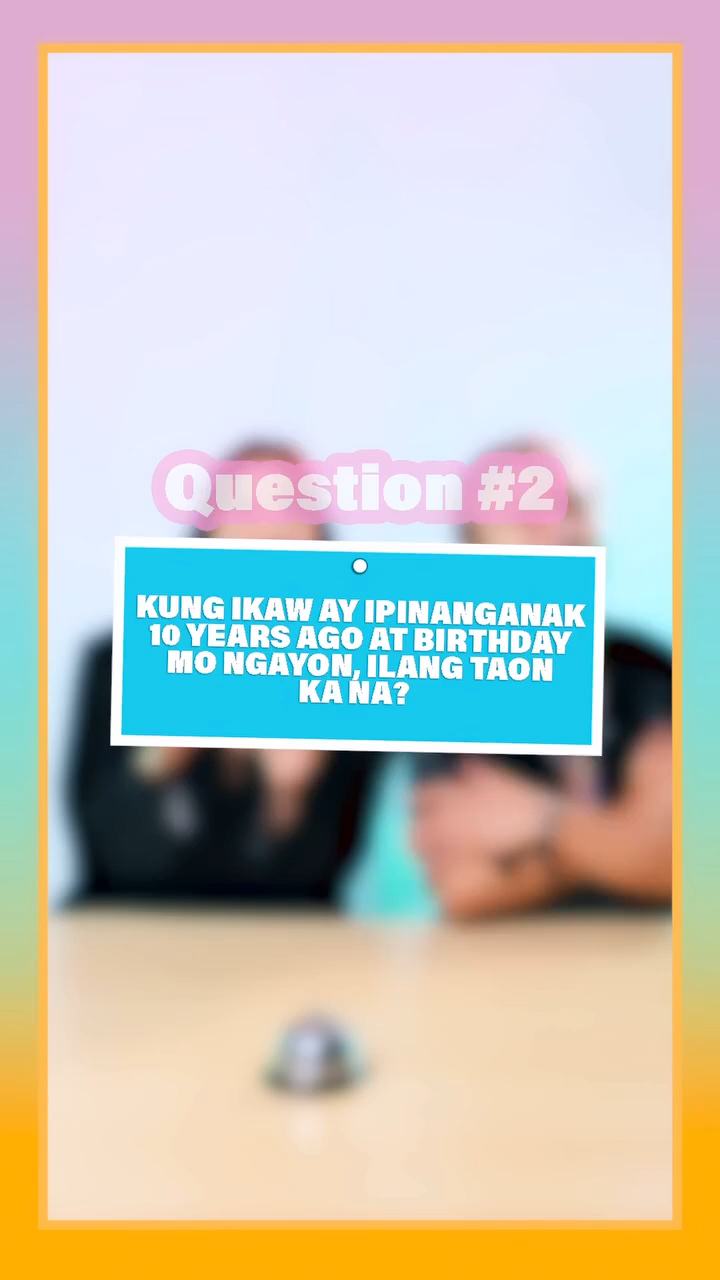 Question #2
KUNG IKAW AY IPINANGANAK
10 YEARS AGO AT BIRTHDAY
MO NGAYON, ILANG TAON
KA NA?